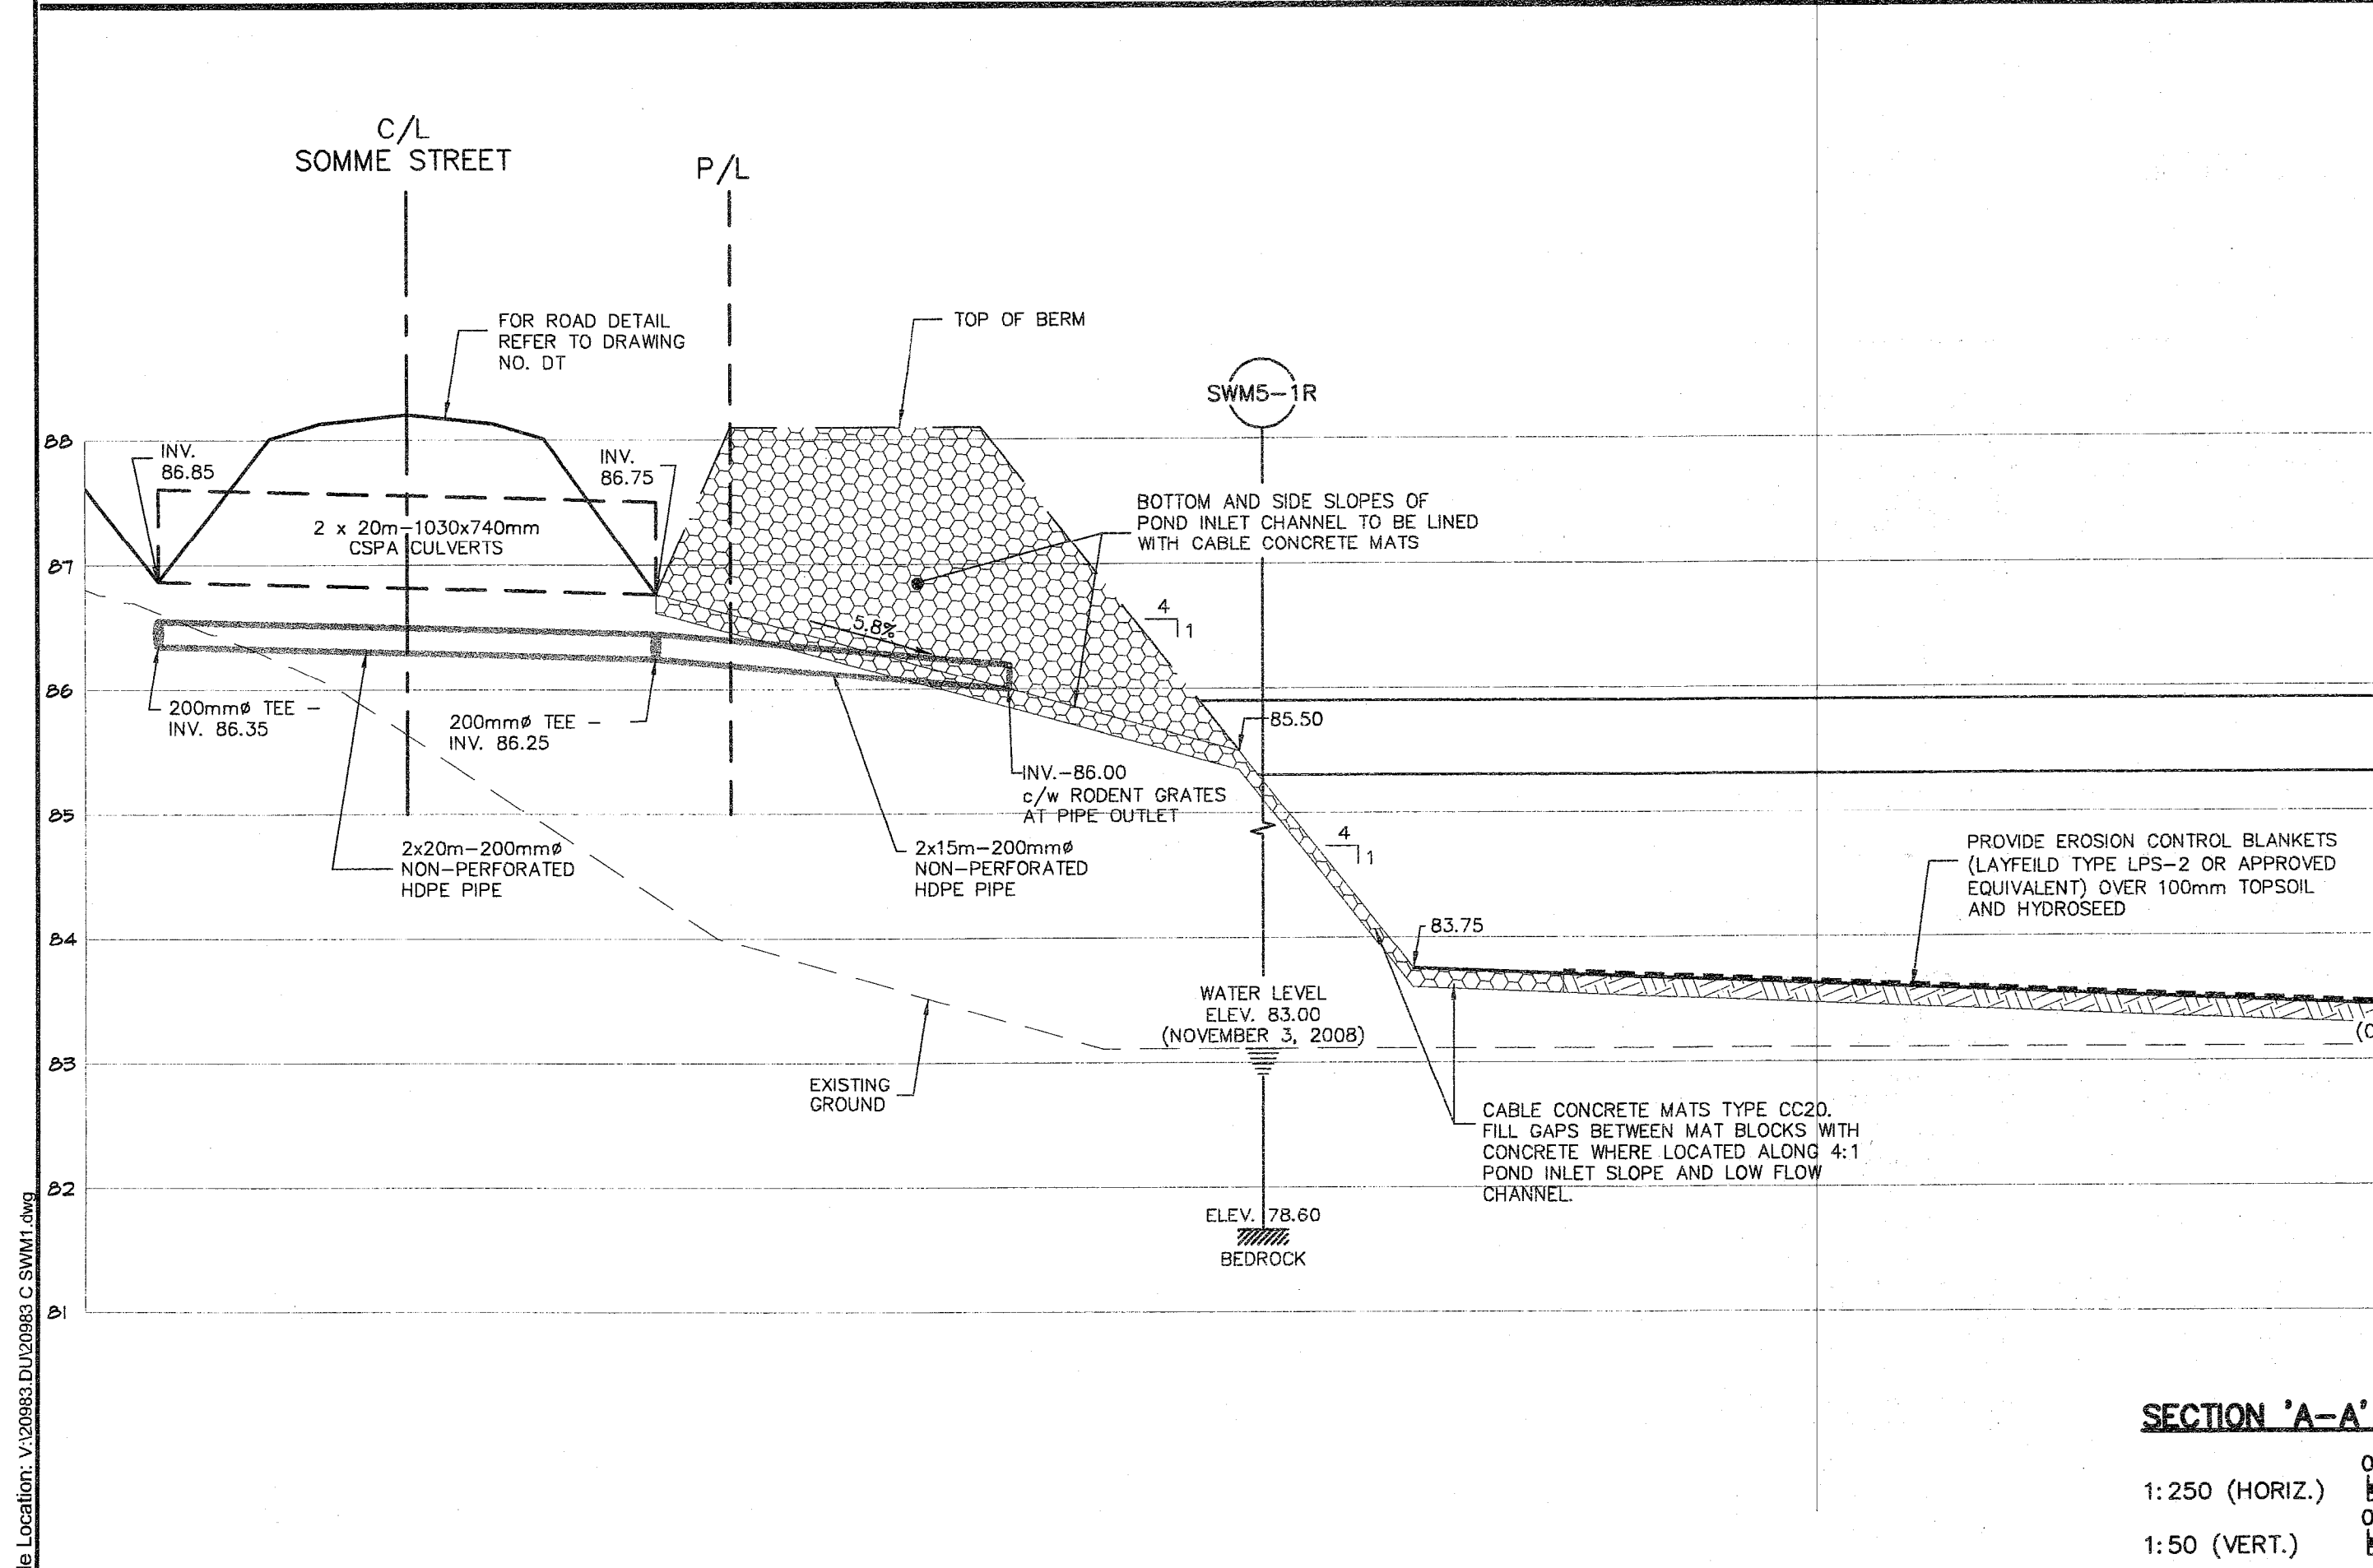 C/L
SOMME STREET
P/L
FOR ROAD DETAIL
REFER TO DRAWING
NO. DT
TOP OF BERM
SWM5-1R
88
INV.
86.85
INV.
86.75
2 x 20m-1030x740mm
CSPA CULVERTS
BOTTOM AND SIDE SLOPES OF
POND INLET CHANNEL TO BE LINED
WITH CABLE CONCRETE MATS
87
5.8%
4
1
86
200mmø TEE -
INV. 86.35
200mmø TEE -
INV. 86.25
85.50
INV.-86.00
c/w RODENT GRATES
AT PIPE OUTLET
85
2x20m-200mmø
NON-PERFORATED
HDPE PIPE
2x15m-200mmø
NON-PERFORATED
HDPE PIPE
4
1
PROVIDE EROSION CONTROL BLANKETS
(LAYFEILD TYPE LPS-2 OR APPROVED
EQUIVALENT) OVER 100mm TOPSOIL
AND HYDROSEED
84
83.75
WATER LEVEL
ELEV. 83.00
(NOVEMBER 3, 2008)
83
EXISTING
GROUND
CABLE CONCRETE MATS TYPE CC20.
FILL GAPS BETWEEN MAT BLOCKS WITH
CONCRETE WHERE LOCATED ALONG 4:1
POND INLET SLOPE AND LOW FLOW
CHANNEL.
82
ELEV. 78.60
BEDROCK
81
SECTION 'A-A'
1:250 (HORIZ.)
0
1:50 (VERT.)
0
le Location: V:\20983.DU\20983 C SWM1.dwg